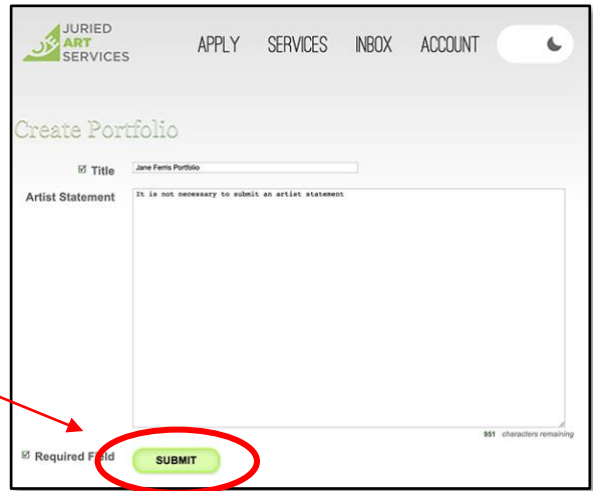 JURIED
ART
SERVICES
APPLY SERVICES INBOX ACCOUNT
Create Portfolio
Title Jane Ferris Portfolio
Artist Statement It is not necessary to submit an artist statement
951 characters remaining
Required Field SUBMIT